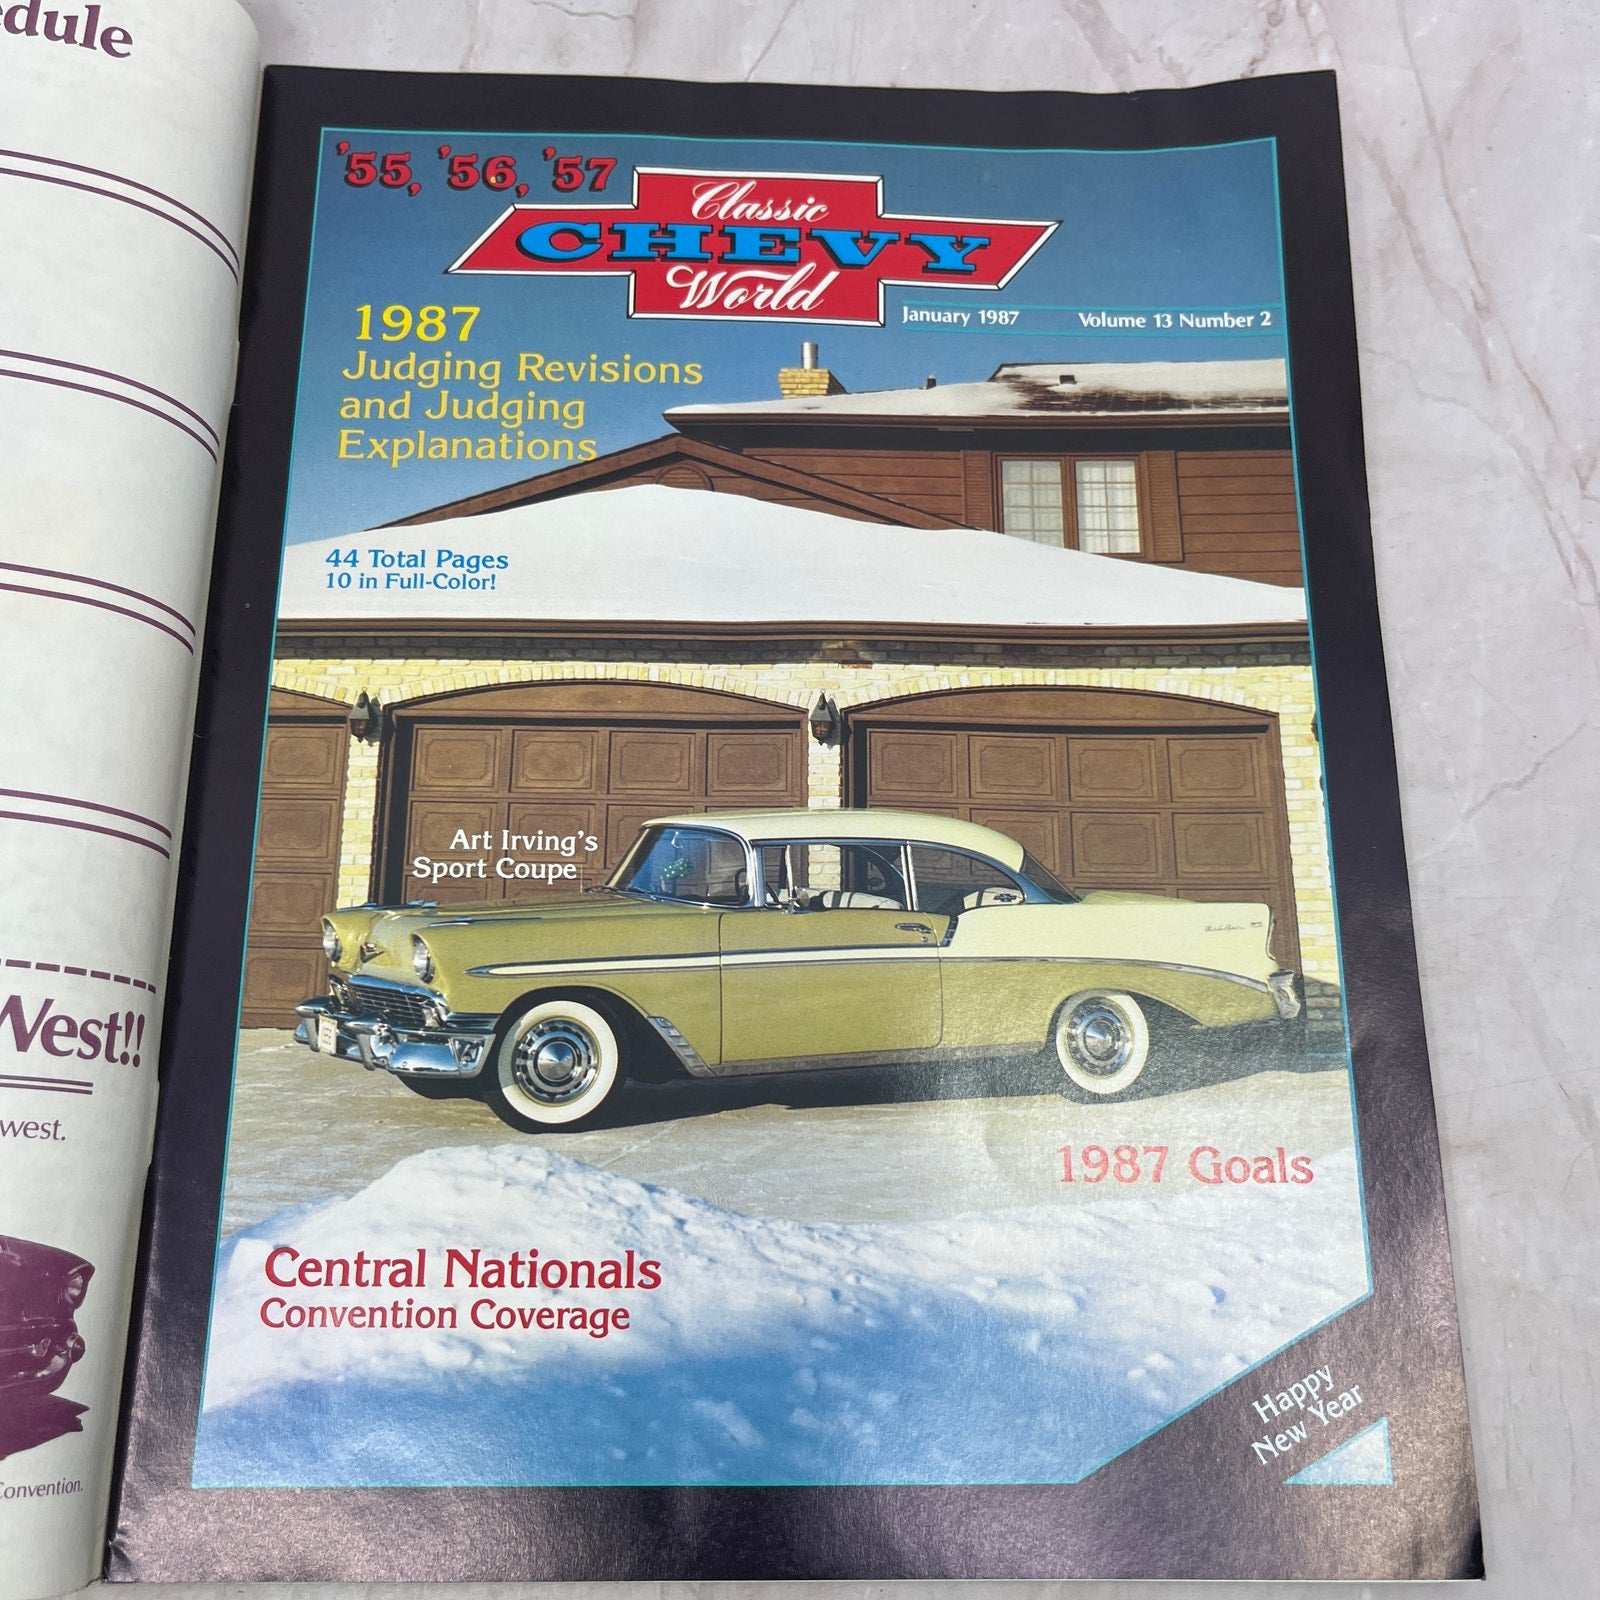 edule
West!!
west.
Convention.
'55, '56, '57
Classic
CHEVY
World
January 1987 Volume 13 Number 2
1987
Judging Revisions
and Judging
Explanations
44 Total Pages
10 in Full-Color!
Art Irving's
Sport Coupe
1987 Goals
Central Nationals
Convention Coverage
Happy
New Year